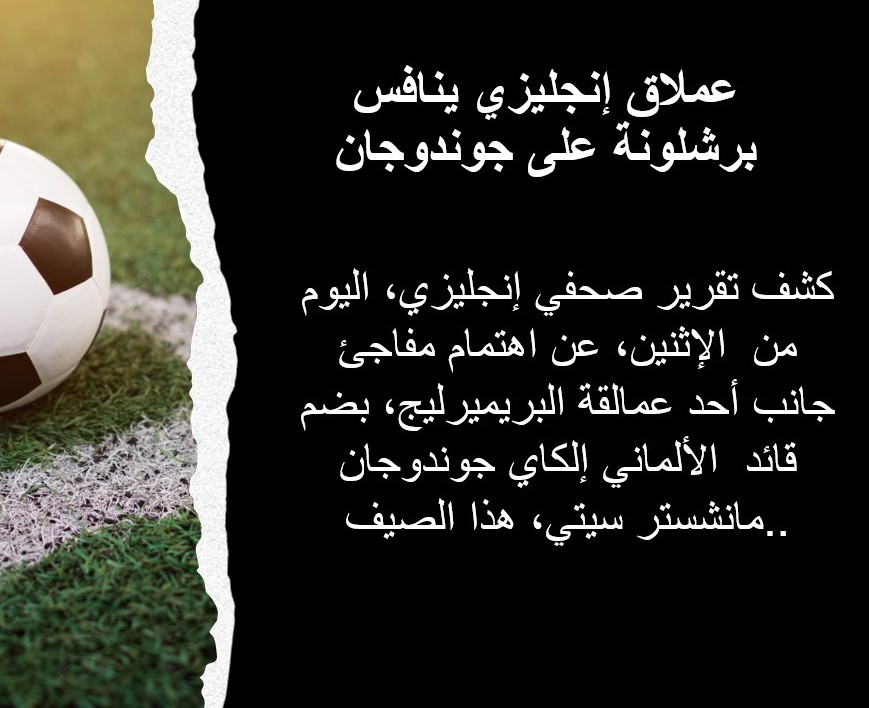 عملاق إنجليزي ينافس
برشلونة على جوندوجان
كشف تقرير صحفي إنجليزي، اليوم
الإثنين، عن اهتمام مفاجئ من
جانب أحد عمالقة البريميرليج، بضم
الألماني إلكاي جوندوجان قائد
مانشستر سيتي، هذا الصيف..